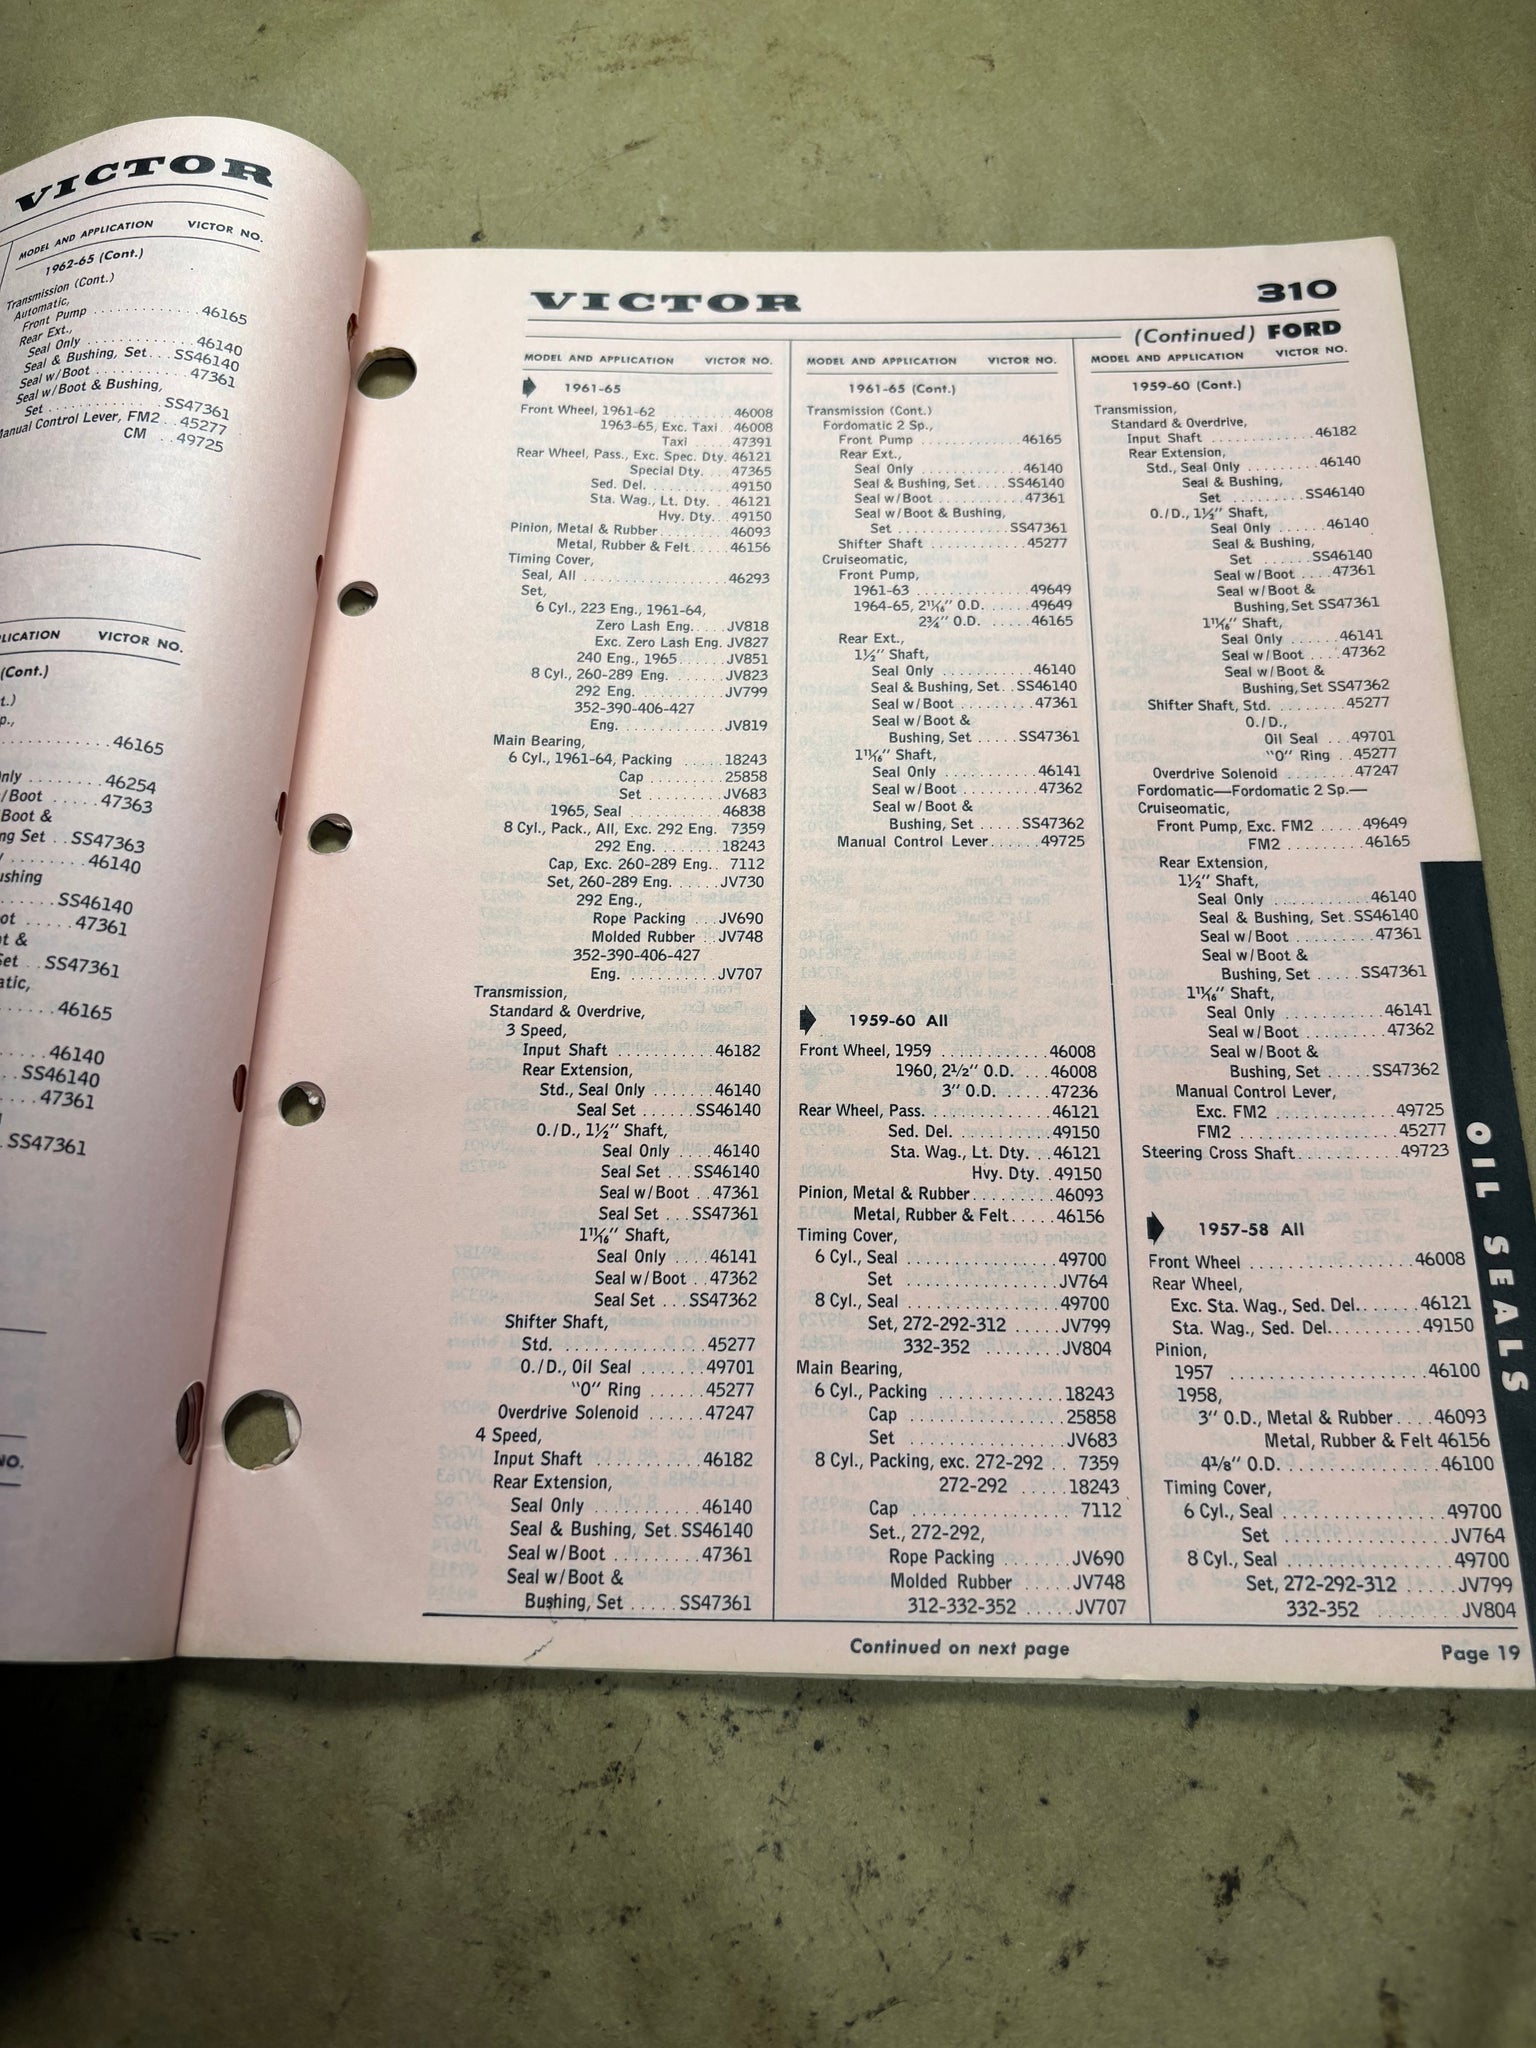 VICTOR
MODEL AND APPLICATION VICTOR NO.
1962-65 (Cont.)
Transmission (Cont.)
Automatic,
Front Pump ............ 46165
Rear Ext.,
Seal Only ............ 46140
Seal & Bushing, Set ... SS46140
Seal w/Boot ............ 47361
Seal w/Boot & Bushing,
Set ............ SS47361
Manual Control Lever, FM2 .. 45277
CM .. 49725
VICTOR NO.
(Cont.)
............ 46165
........ 46254
/Boot ..... 47363
Boot &
Set .. SS47363
........ 46140
....... SS46140
..... 47361
t &
Set .. SS47361
..... 46165
..... 46140
... SS46140
.... 47361
. SS47361
NO.
VICTOR
310
(Continued) FORD
MODEL AND APPLICATION VICTOR NO.
1961-65
Front Wheel, 1961-62 ......... 46008
1963-65, Exc. Taxi . 46008
Taxi ..... 47391
Rear Wheel, Pass., Exc. Spec. Dty. 46121
Special Dty. ... 47365
Sed. Del. ......... 49150
Sta. Wag., Lt. Dty. .. 46121
Hvy. Dty. . 49150
Pinion, Metal & Rubber ......... 46093
Metal, Rubber & Felt ..... 46156
Timing Cover,
Seal, All .................. 46293
Set,
6 Cyl., 223 Eng., 1961-64,
Zero Lash Eng. .... JV818
Exc. Zero Lash Eng. JV827
240 Eng., 1965 ...... JV851
8 Cyl., 260-289 Eng. ....... JV823
292 Eng. ......... JV799
352-390-406-427
Eng. .............. JV819
Main Bearing,
6 Cyl., 1961-64, Packing ..... 18243
Cap ......... 25858
Set ......... JV683
1965, Seal ............ 46838
8 Cyl., Pack., All, Exc. 292 Eng. 7359
292 Eng. ......... 18243
Cap, Exc. 260-289 Eng. . 7112
Set, 260-289 Eng. ..... JV730
292 Eng.,
Rope Packing ... JV690
Molded Rubber .. JV748
352-390-406-427
Eng. ............. JV707
Transmission,
Standard & Overdrive,
3 Speed,
Input Shaft ............ 46182
Rear Extension,
Std., Seal Only ........ 46140
Seal Set ..... SS46140
O./D., 1½" Shaft,
Seal Only .... 46140
Seal Set ... SS46140
Seal w/Boot .. 47361
Seal Set ... SS47361
1 11/16" Shaft,
Seal Only .... 46141
Seal w/Boot .. 47362
Seal Set ... SS47362
Shifter Shaft,
Std. ................ 45277
O./D., Oil Seal ....... 49701
"O" Ring ...... 45277
Overdrive Solenoid ...... 47247
4 Speed,
Input Shaft ............ 46182
Rear Extension,
Seal Only ............ 46140
Seal & Bushing, Set . SS46140
Seal w/Boot ......... 47361
Seal w/Boot &
Bushing, Set ..... SS47361
MODEL AND APPLICATION VICTOR NO.
1961-65 (Cont.)
Transmission (Cont.)
Fordomatic 2 Sp.,
Front Pump ............ 46165
Rear Ext.,
Seal Only ............ 46140
Seal & Bushing, Set .... SS46140
Seal w/Boot ............ 47361
Seal w/Boot & Bushing,
Set ................ SS47361
Shifter Shaft ............ 45277
Cruiseomatic,
Front Pump,
1961-63 ............... 49649
1964-65, 2 11/16" O.D. ..... 49649
2¾" O.D. ...... 46165
Rear Ext.,
1½" Shaft,
Seal Only ............ 46140
Seal & Bushing, Set .. SS46140
Seal w/Boot ......... 47361
Seal w/Boot &
Bushing, Set ...... SS47361
1 11/16" Shaft,
Seal Only ............ 46141
Seal w/Boot ......... 47362
Seal w/Boot &
Bushing, Set ..... SS47362
Manual Control Lever ...... 49725
1959-60 All
Front Wheel, 1959 ............ 46008
1960, 2½" O.D. .... 46008
3" O.D. ....... 47236
Rear Wheel, Pass. ............ 46121
Sed. Del. ......... 49150
Sta. Wag., Lt. Dty. .. 46121
Hvy. Dty. . 49150
Pinion, Metal & Rubber ......... 46093
Metal, Rubber & Felt ..... 46156
Timing Cover,
6 Cyl., Seal ............... 49700
Set ............... JV764
8 Cyl., Seal ............... 49700
Set, 272-292-312 ..... JV799
332-352 ......... JV804
Main Bearing,
6 Cyl., Packing ............ 18243
Cap ............... 25858
Set ............... JV683
8 Cyl., Packing, exc. 272-292 .. 7359
272-292 ..... 18243
Cap ................ 7112
Set., 272-292,
Rope Packing ....... JV690
Molded Rubber ..... JV748
312-332-352 ...... JV707
MODEL AND APPLICATION VICTOR NO.
1959-60 (Cont.)
Transmission,
Standard & Overdrive,
Input Shaft ............ 46182
Rear Extension,
Std., Seal Only ......... 46140
Seal & Bushing,
Set ......... SS46140
O./D., 1½" Shaft,
Seal Only ...... 46140
Seal & Bushing,
Set ...... SS46140
Seal w/Boot .... 47361
Seal w/Boot &
Bushing, Set SS47361
1 11/16" Shaft,
Seal Only ..... 46141
Seal w/Boot .... 47362
Seal w/Boot &
Bushing, Set SS47362
Shifter Shaft, Std. ......... 45277
O./D.,
Oil Seal .... 49701
"O" Ring ... 45277
Overdrive Solenoid ......... 47247
Fordomatic—Fordomatic 2 Sp.—
Cruiseomatic,
Front Pump, Exc. FM2 ...... 49649
FM2 ......... 46165
Rear Extension,
1½" Shaft,
Seal Only ............ 46140
Seal & Bushing, Set . SS46140
Seal w/Boot ......... 47361
Seal w/Boot &
Bushing, Set ..... SS47361
1 11/16" Shaft,
Seal Only ............ 46141
Seal w/Boot ......... 47362
Seal w/Boot &
Bushing, Set ..... SS47362
Manual Control Lever,
Exc. FM2 ............... 49725
FM2 ................... 45277
Steering Cross Shaft ............ 49723
1957-58 All
Front Wheel .................. 46008
Rear Wheel,
Exc. Sta. Wag., Sed. Del. ...... 46121
Sta. Wag., Sed. Del. ......... 49150
Pinion,
1957 ..................... 46100
1958,
3" O.D., Metal & Rubber .... 46093
Metal, Rubber & Felt 46156
4⅛" O.D. ............... 46100
Timing Cover,
6 Cyl., Seal ............... 49700
Set ............... JV764
8 Cyl., Seal ............... 49700
Set, 272-292-312 ...... JV799
332-352 ......... JV804
OIL SEALS
Continued on next page
Page 19